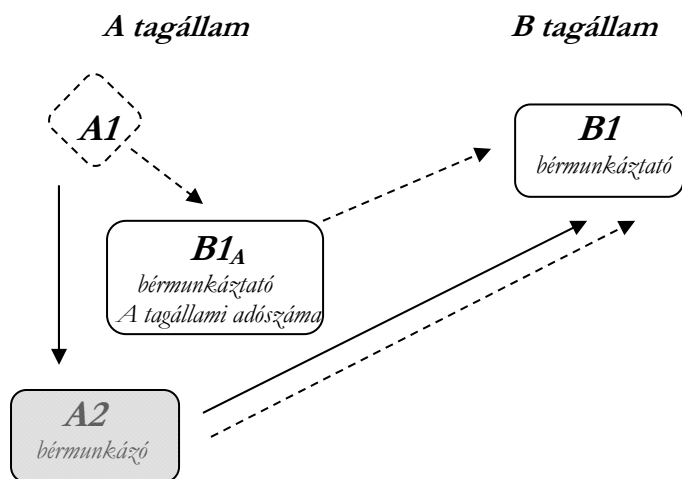 A tagállam
B tagállam
A1
B1
bérmunkáztató
B1A
bérmunkáztató
A tagállami adószáma
A2
bérmunkázó